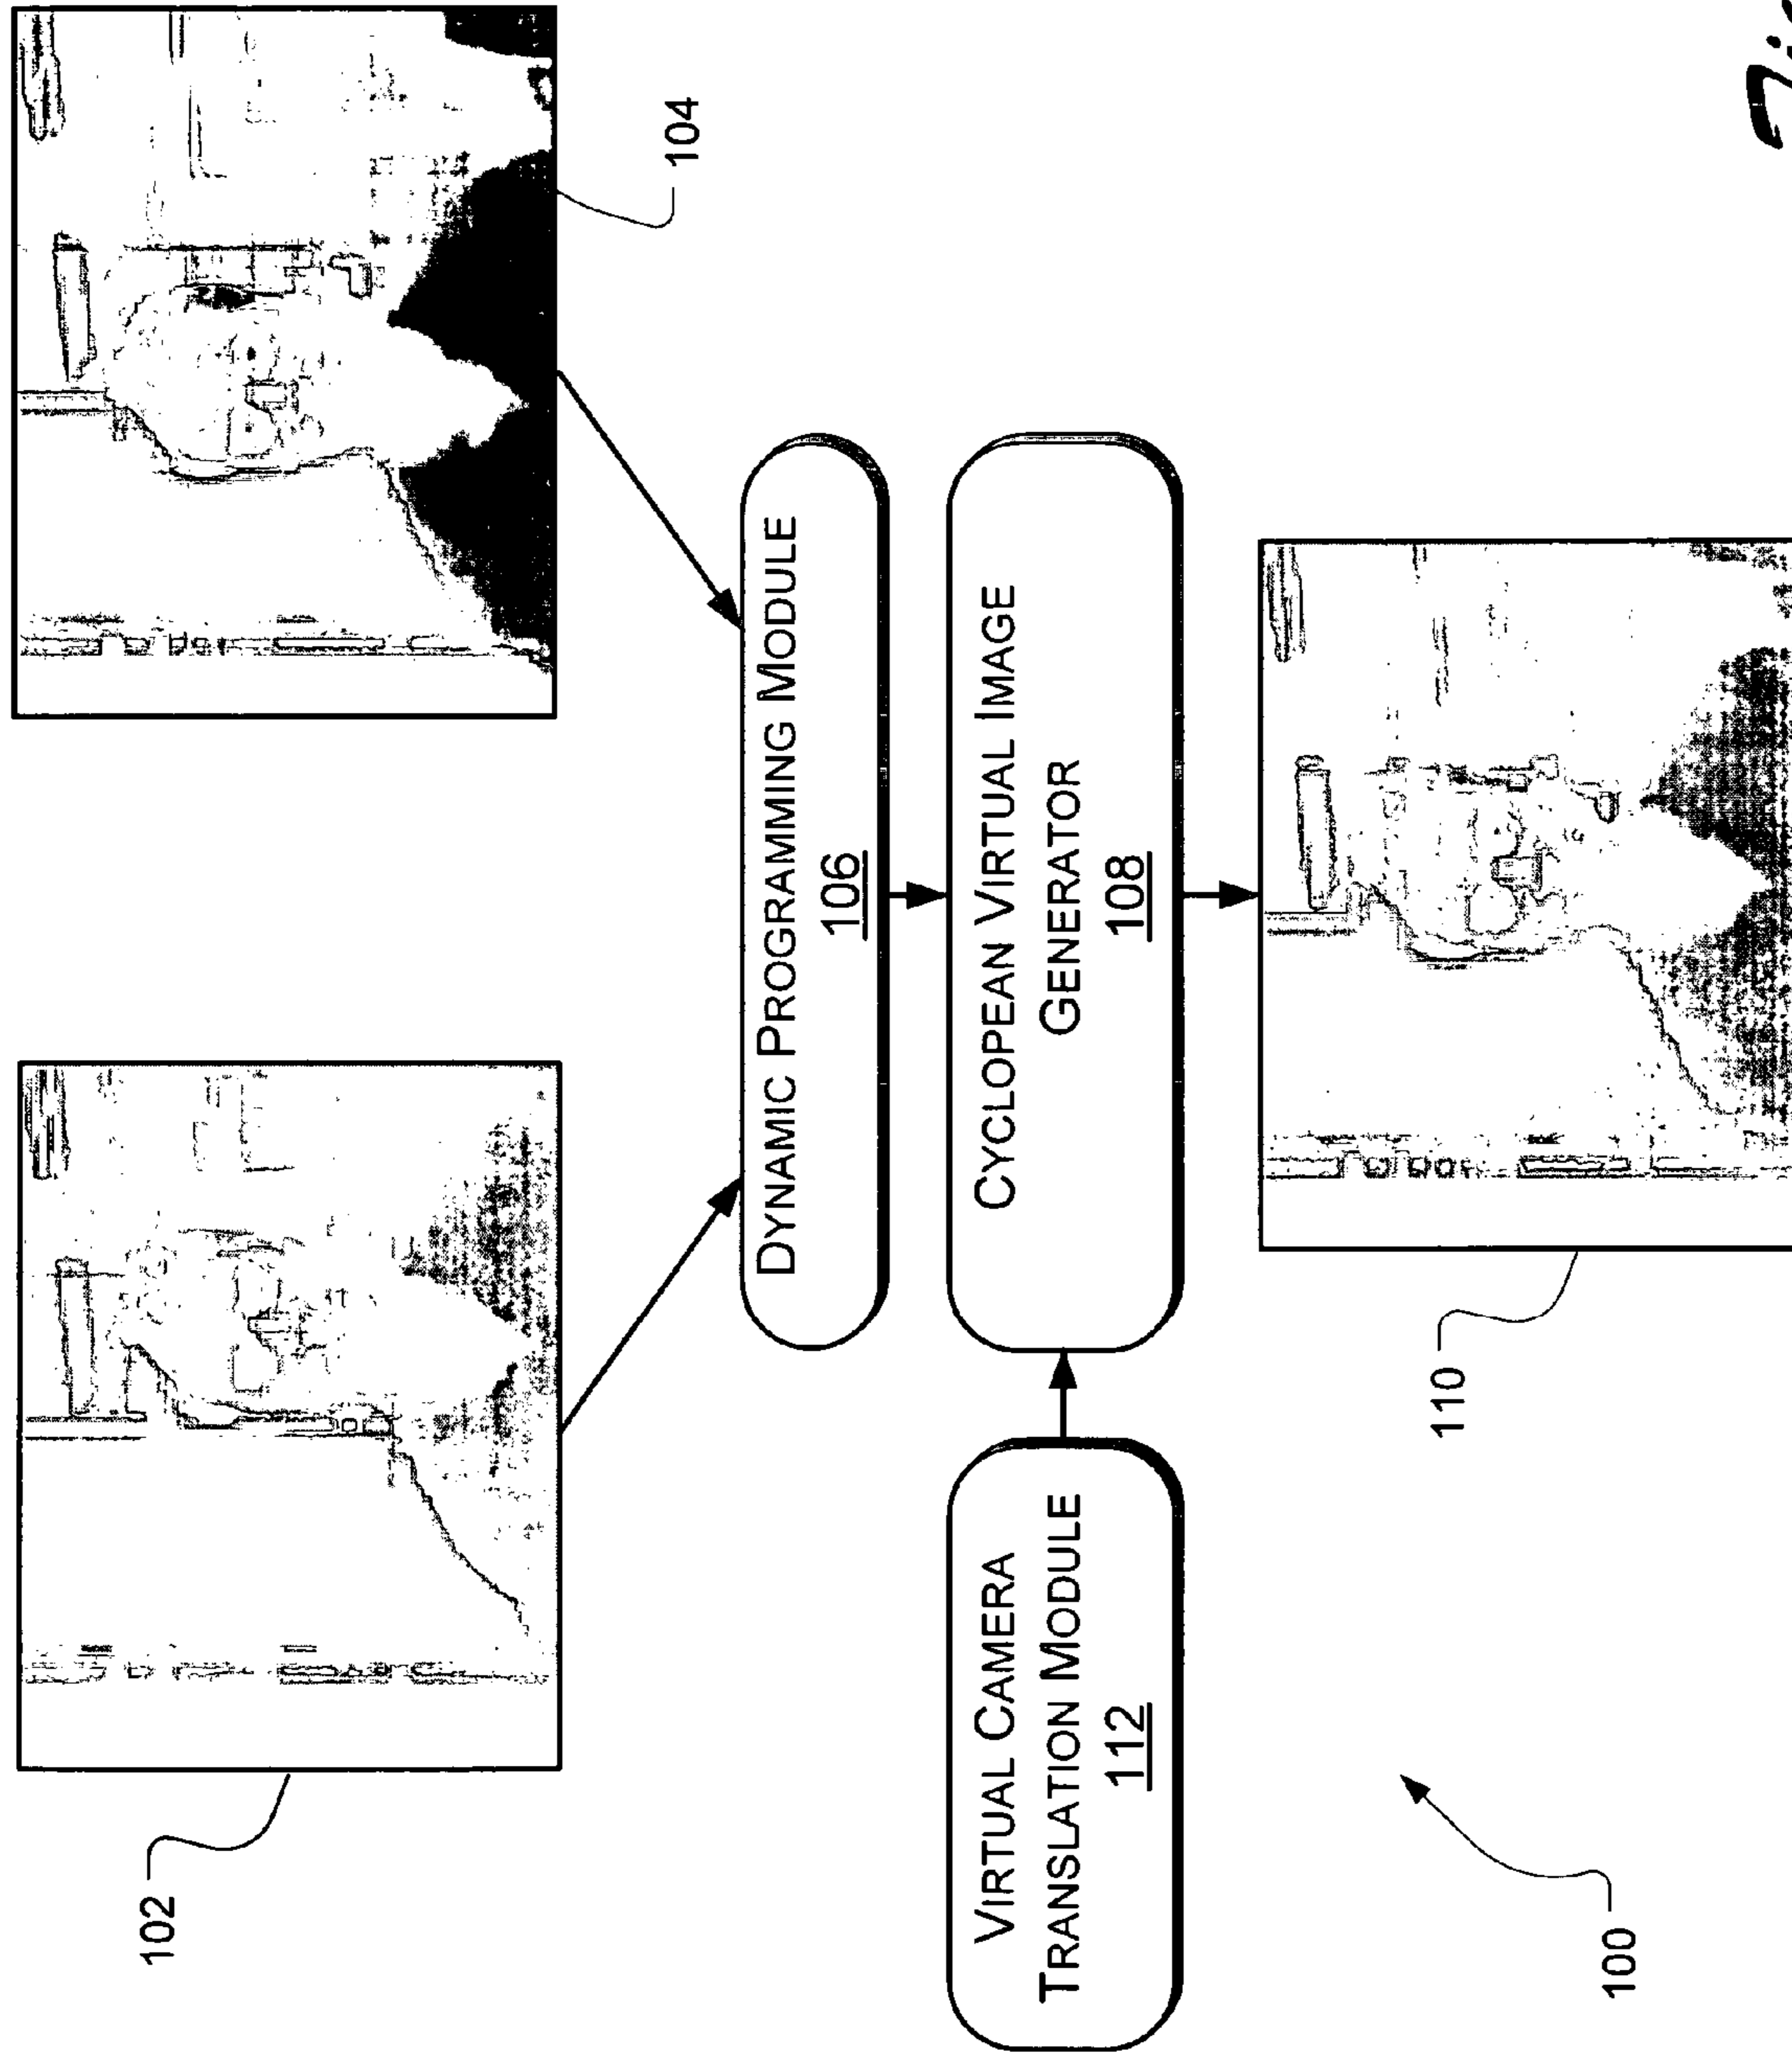 102
104
DYNAMIC PROGRAMMING MODULE
106
VIRTUAL CAMERA
TRANSLATION MODULE
112
CYCLOPEAN VIRTUAL IMAGE
GENERATOR
108
110
100